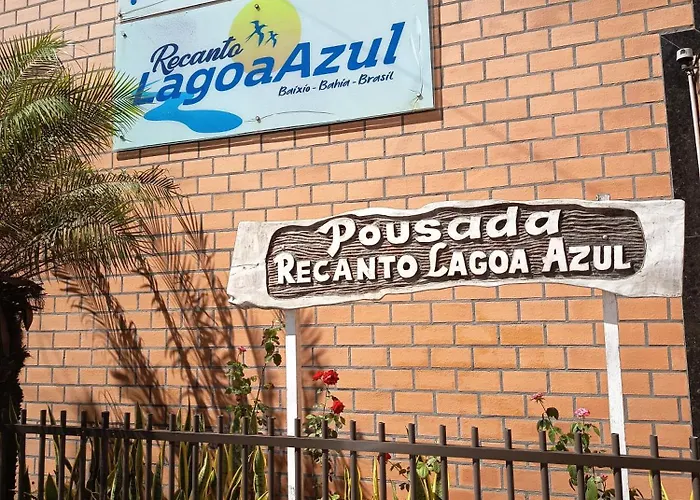 Recanto
LagoaAzul
Baixio - Bahia - Brasil
Pousada
RECANTO LAGOA AZUL